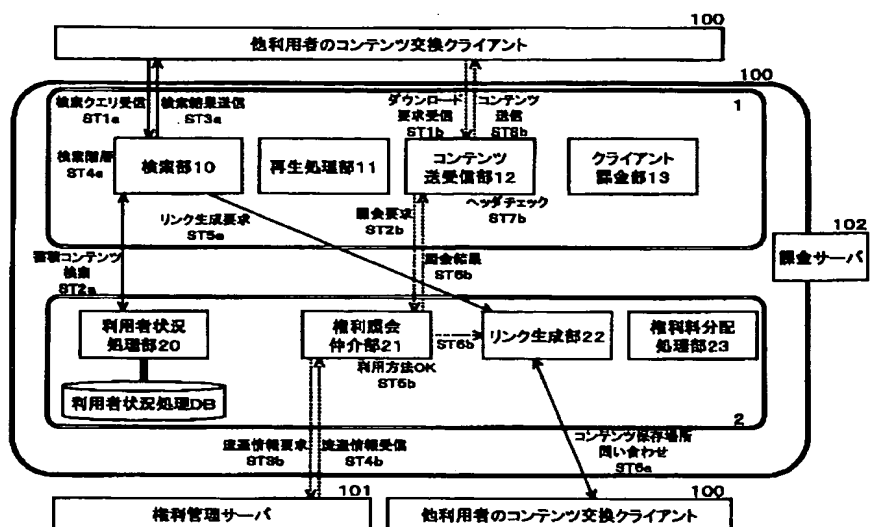 100
他利用者のコンテンツ交換クライアント
100
検索クエリ受信
ST1a
検索結果送信
ST3a
ダウンロード
要求受信
ST1b
コンテンツ
送信
ST8b
1
検索階層
ST4a
検索部10
再生処理部11
コンテンツ
送受信部12
クライアント
課金部13
リンク生成要求
ST5a
照会要求
ST2b
ヘッダチェック
ST7b
102
課金サーバ
蓄積コンテンツ
検索
ST2a
照会結果
ST6b
利用者状況
処理部20
権利照会
仲介部21
ST6b
リンク生成部22
権利料分配
処理部23
利用方法OK
ST5b
利用者状況処理DB
2
流通情報要求
ST3b
流通情報受信
ST4b
コンテンツ保存場所
問い合わせ
ST6a
101
権利管理サーバ
100
他利用者のコンテンツ交換クライアント